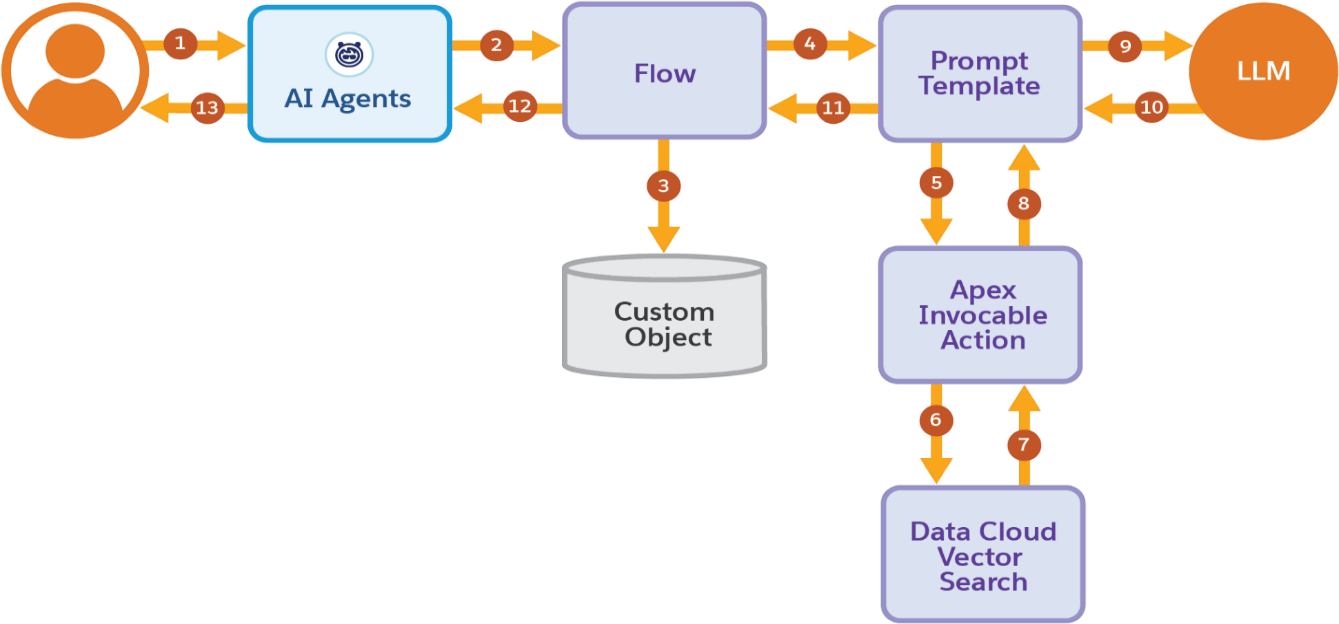 1
2
4
9
AI Agents
Flow
Prompt
Template
LLM
13
12
11
10
3
5
8
Custom
Object
Apex
Invocable
Action
6
7
Data Cloud
Vector
Search